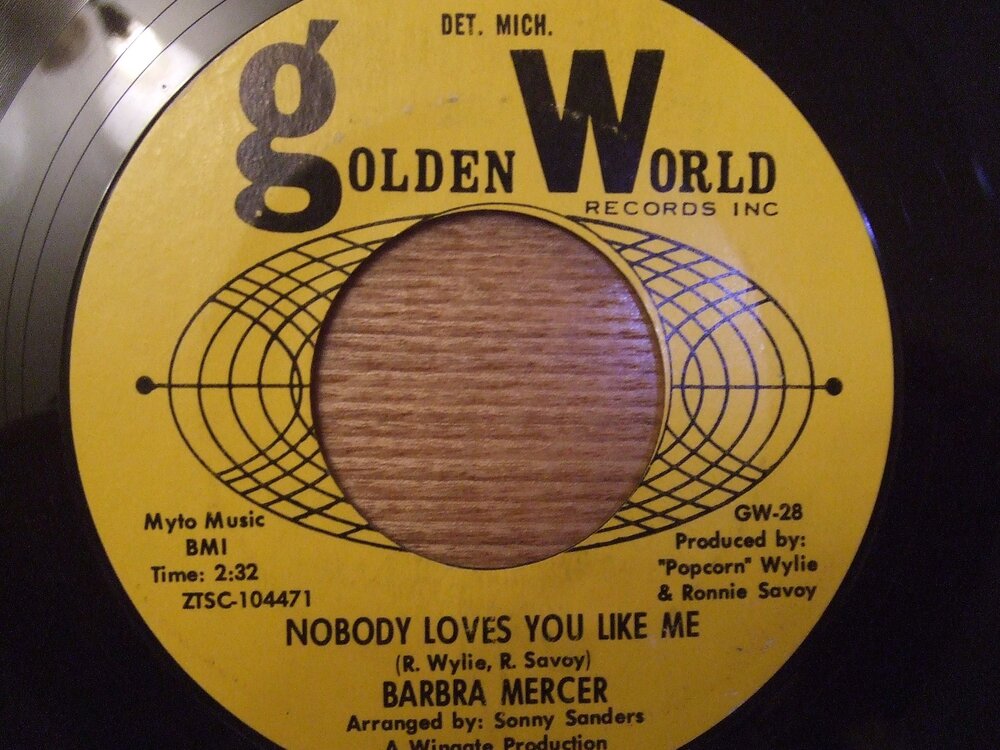 DET. MICH.
golden World
RECORDS INC
Myto Music
BMI
Time: 2:32
ZTSC-104471
GW-28
Produced by:
"Popcorn" Wylie
& Ronnie Savoy
NOBODY LOVES YOU LIKE ME
(R. Wylie, R. Savoy)
BARBRA MERCER
Arranged by: Sonny Sanders
A Wingate Production